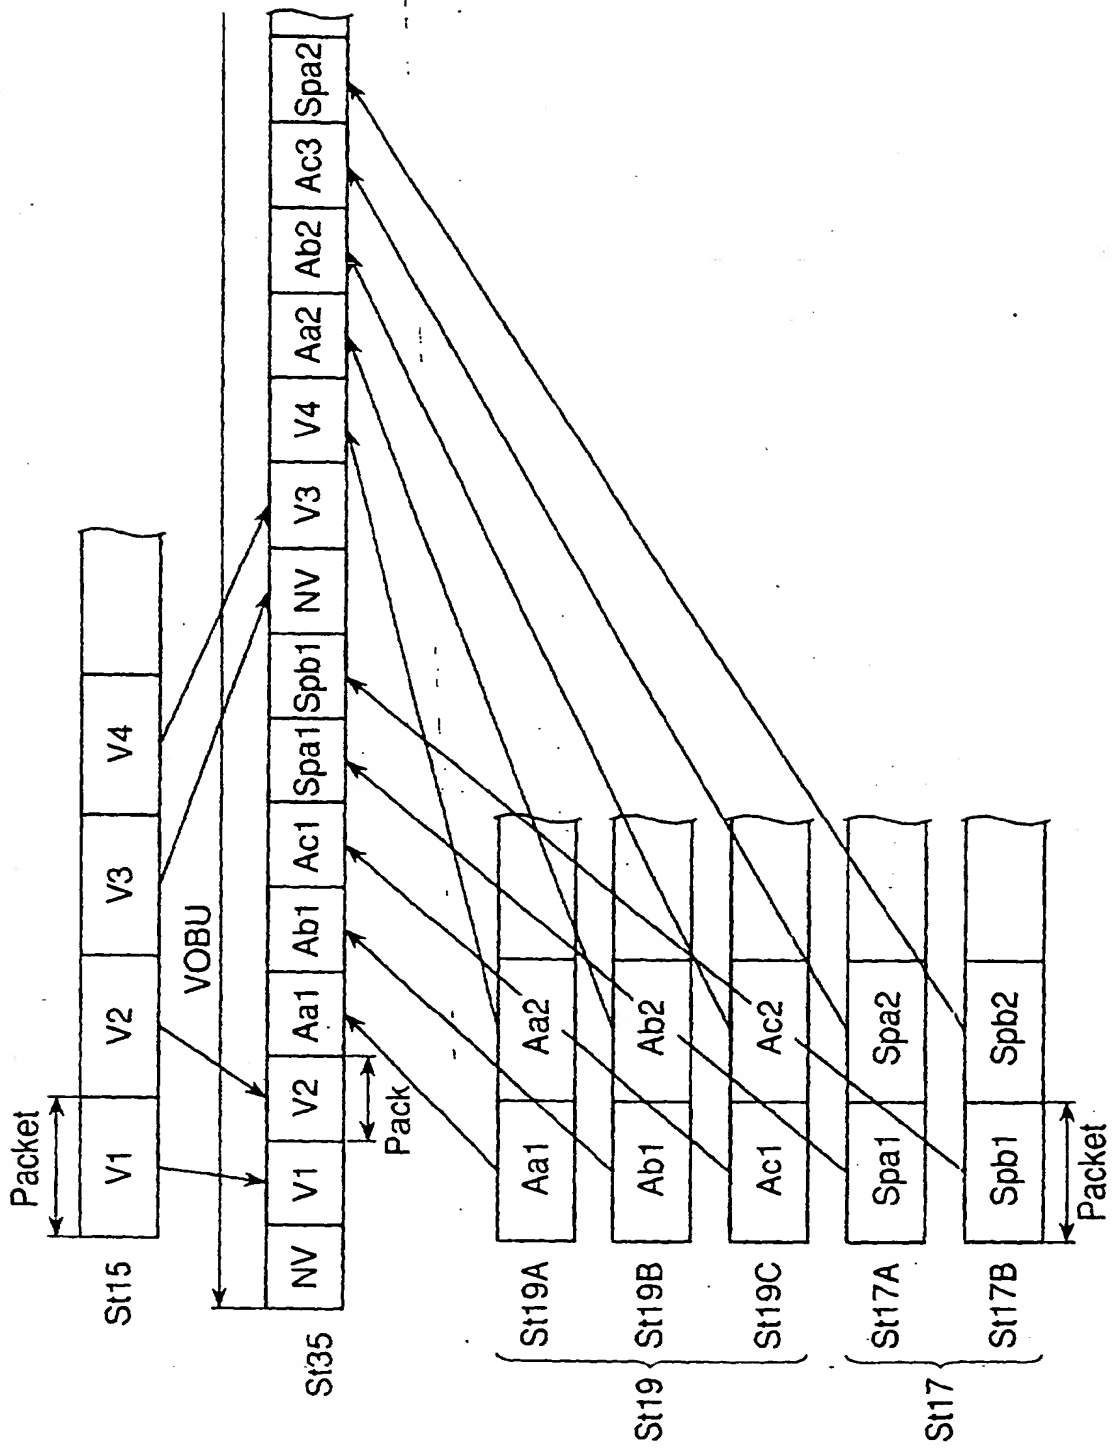 Packet
St15
V1
V2
V3
V4
VOBU
St35
NV
V1
V2
Aa1
Ab1
Ac1
Spa1
Spb1
NV
V3
V4
Aa2
Ab2
Ac3
Spa2
Pack
St19
St19A
Aa1
Aa2
St19B
Ab1
Ab2
St19C
Ac1
Ac2
St17
St17A
Spa1
Spa2
St17B
Spb1
Spb2
Packet